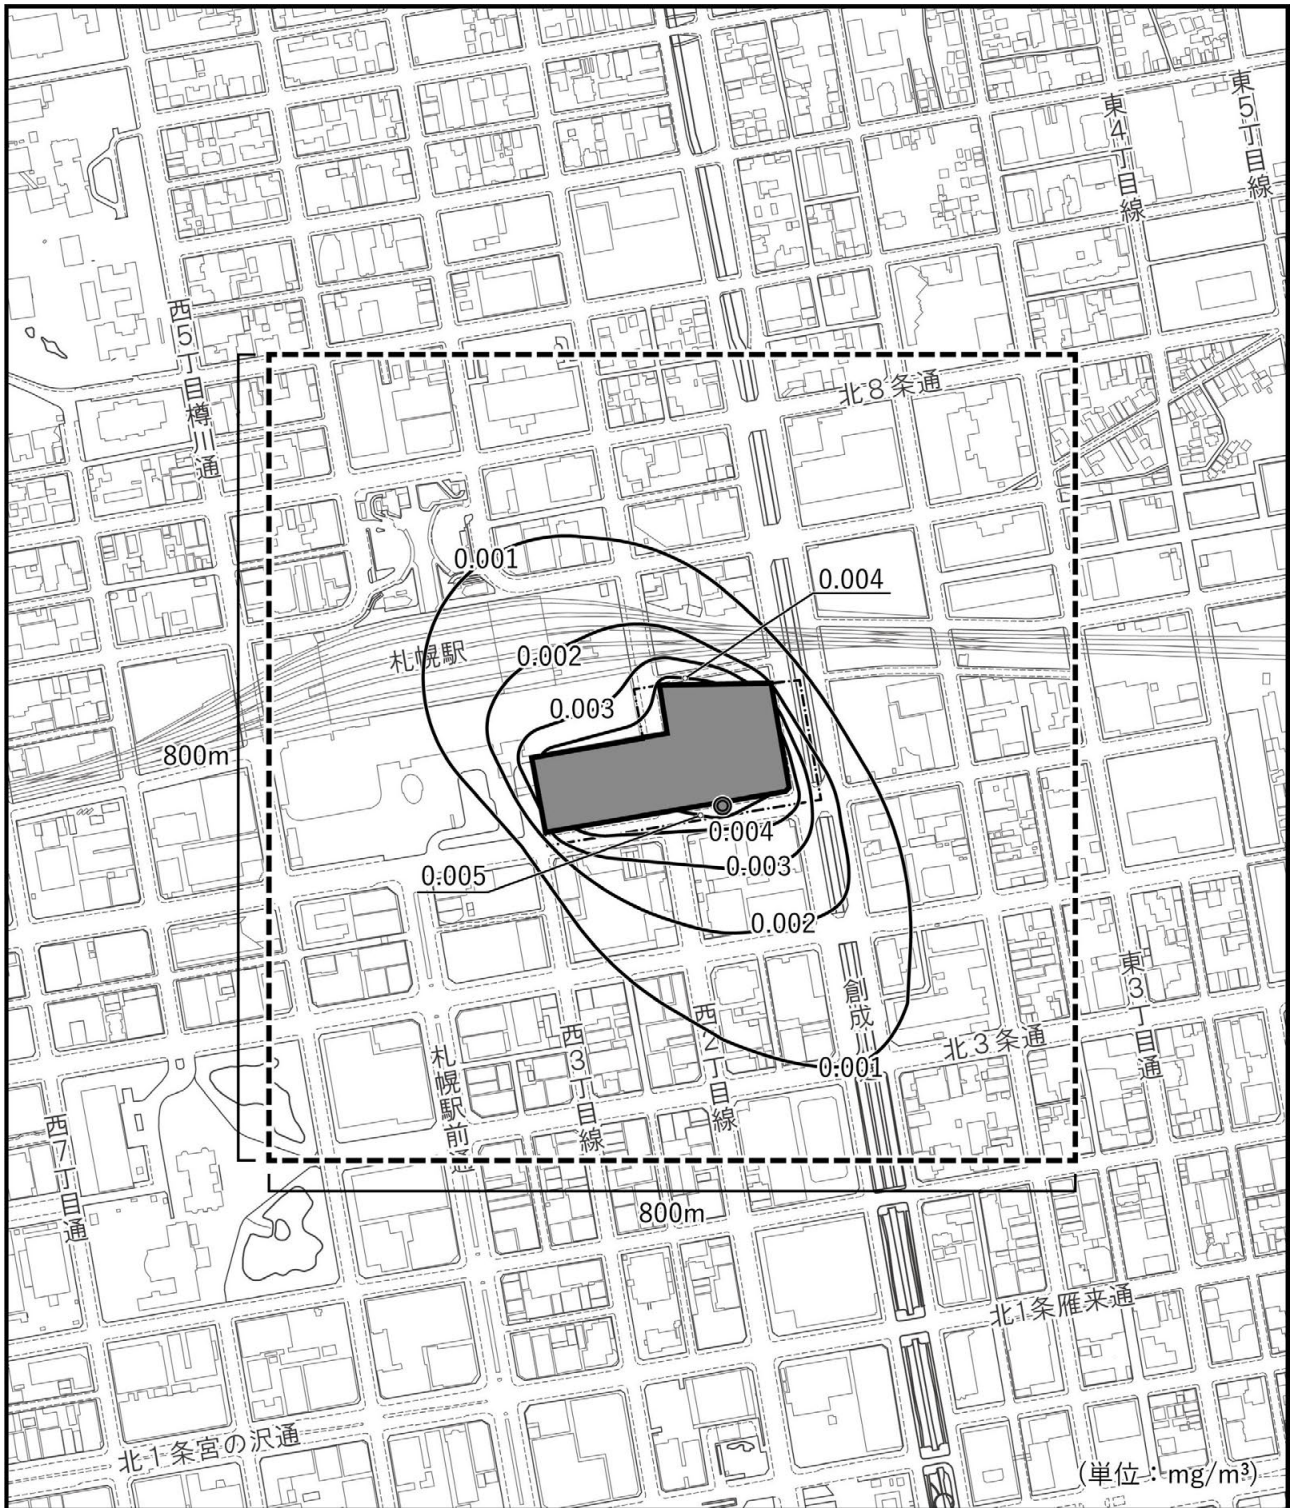 東5丁目線
東4丁目線
西5丁目樽川通
北8条通
0.001
0.004
0.002
札幌駅
0.003
800m
0.004
0.003
0.005
0.002
東3丁目通
創成川
西2丁目線
西3丁目線
北3条通
札幌駅前通
0.001
西7丁目通
800m
北1条雁来通
北1条宮の沢通
(単位：mg/m³)